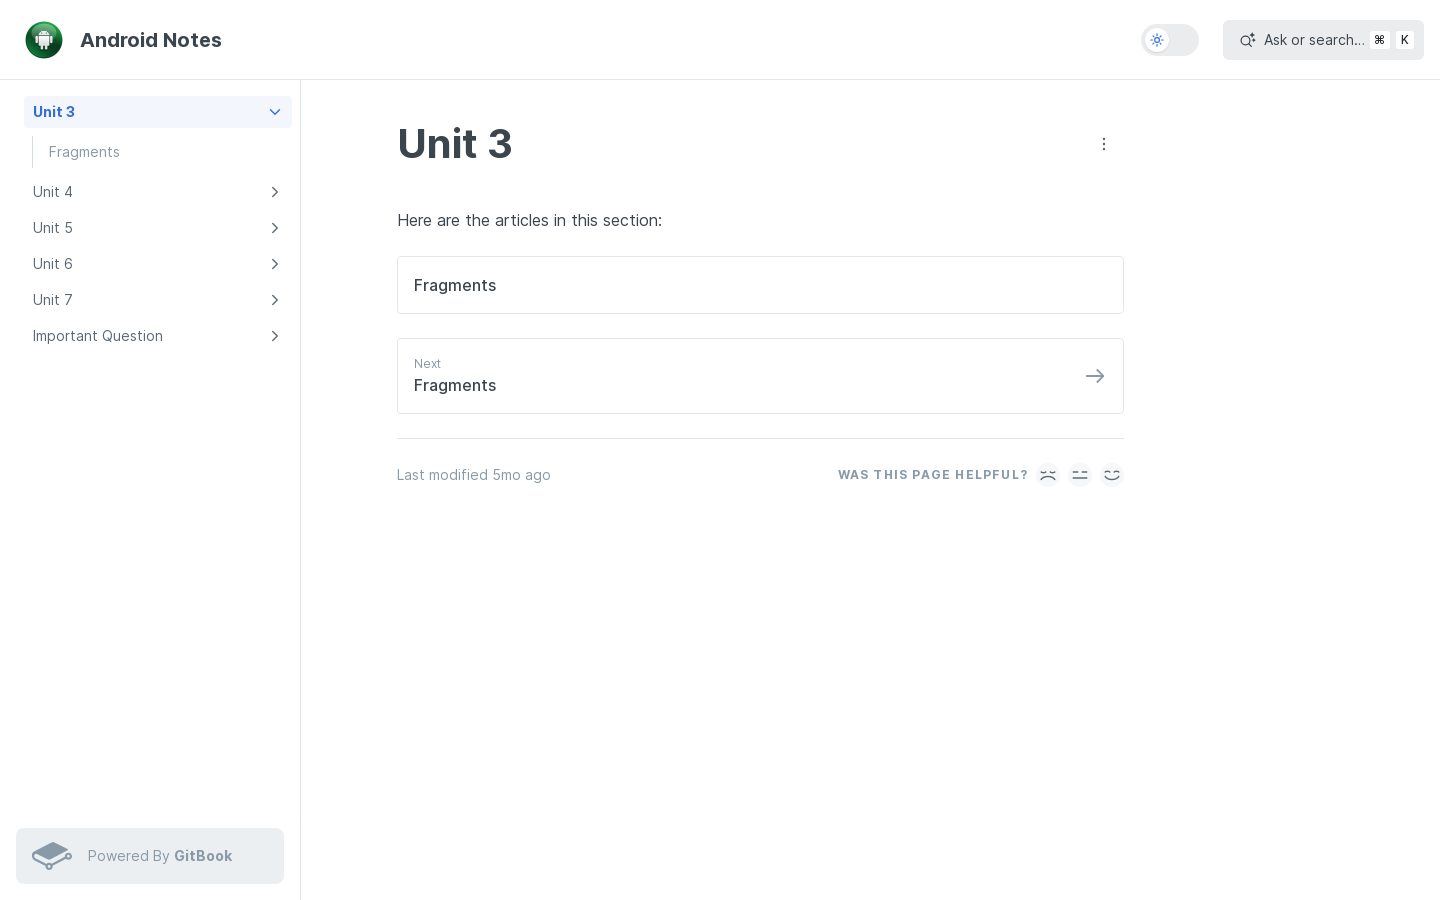 Android Notes
Ask or search…
⌘
K
Unit 3
Fragments
Unit 4
Unit 5
Unit 6
Unit 7
Important Question
Powered By GitBook
Unit 3
Here are the articles in this section:
Fragments
Next
Fragments
Last modified 5mo ago
WAS THIS PAGE HELPFUL?